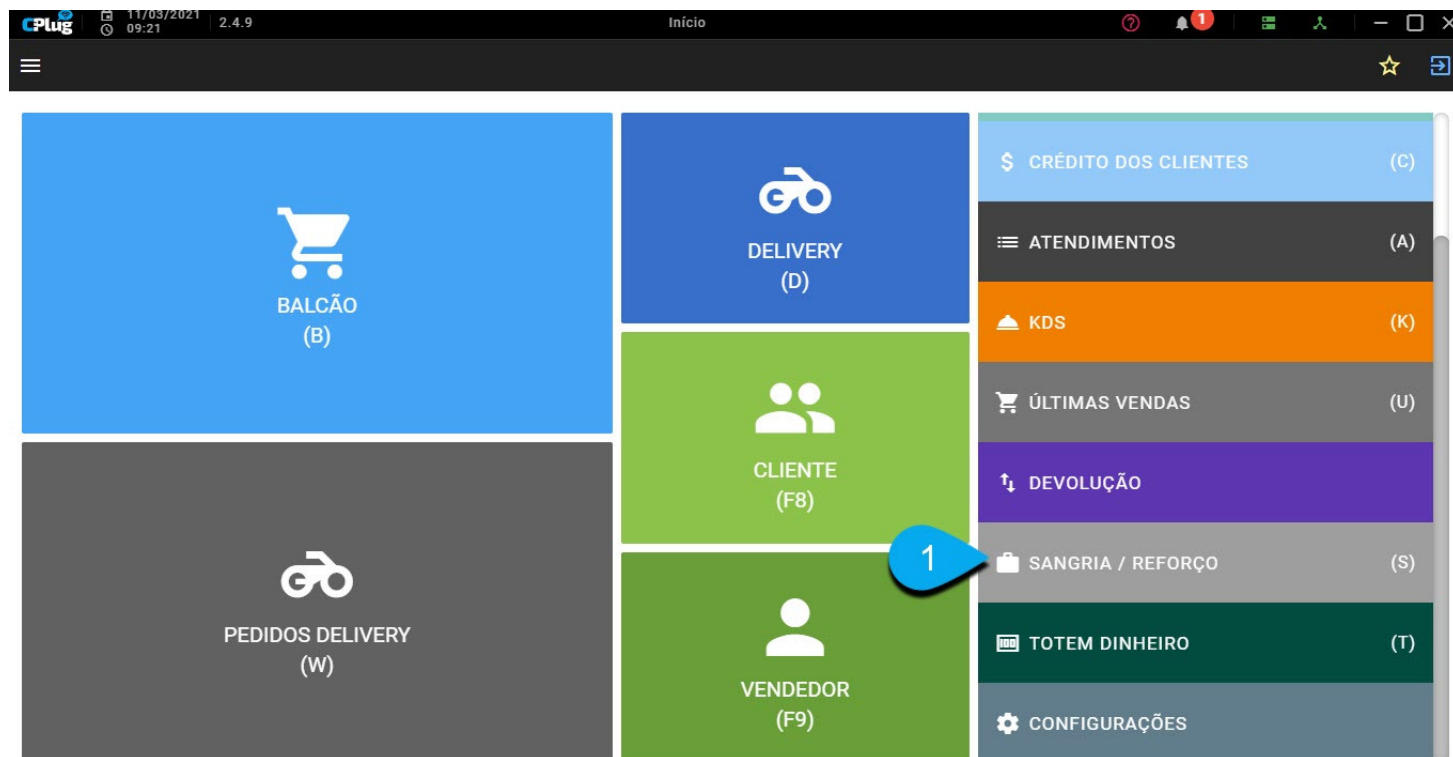 CPlug
11/03/2021
09:21
2.4.9
Início
1
BALCÃO
(B)
PEDIDOS DELIVERY
(W)
DELIVERY
(D)
CLIENTE
(F8)
VENDEDOR
(F9)
$ CRÉDITO DOS CLIENTES (C)
ATENDIMENTOS (A)
KDS (K)
ÚLTIMAS VENDAS (U)
DEVOLUÇÃO
1
SANGRIA / REFORÇO (S)
100 TOTEM DINHEIRO (T)
CONFIGURAÇÕES